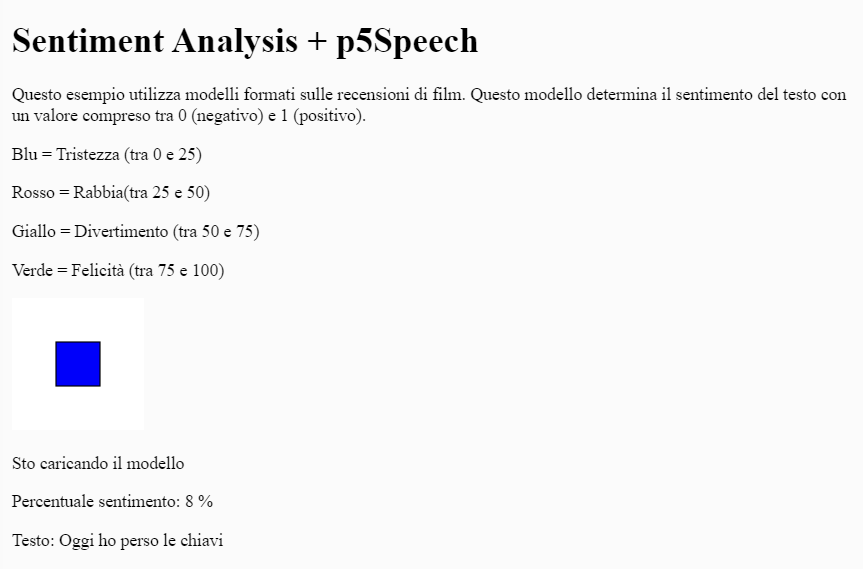 Sentiment Analysis + p5Speech
Questo esempio utilizza modelli formati sulle recensioni di film. Questo modello determina il sentimento del testo con
un valore compreso tra 0 (negativo) e 1 (positivo).
Blu = Tristezza (tra 0 e 25)
Rosso = Rabbia(tra 25 e 50)
Giallo = Divertimento (tra 50 e 75)
Verde = Felicità (tra 75 e 100)
Sto caricando il modello
Percentuale sentimento: 8 %
Testo: Oggi ho perso le chiavi